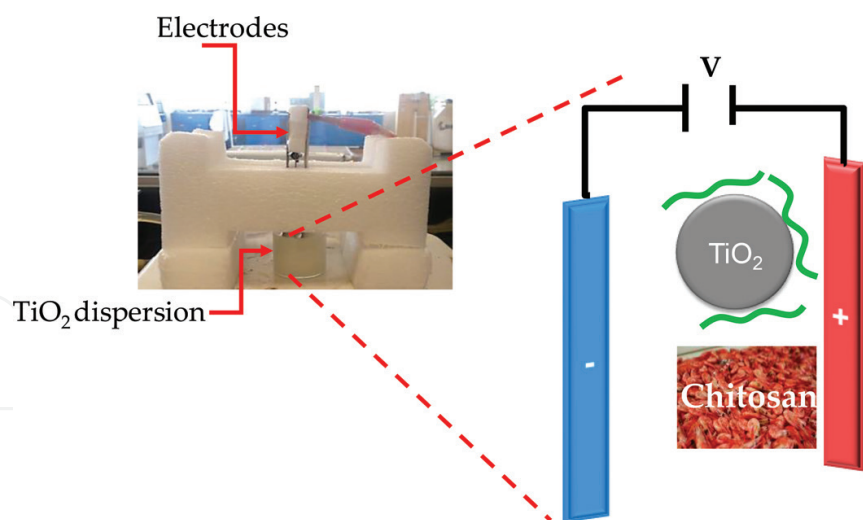 Electrodes
V
TiO₂
TiO₂ dispersion
+
-
Chitosan